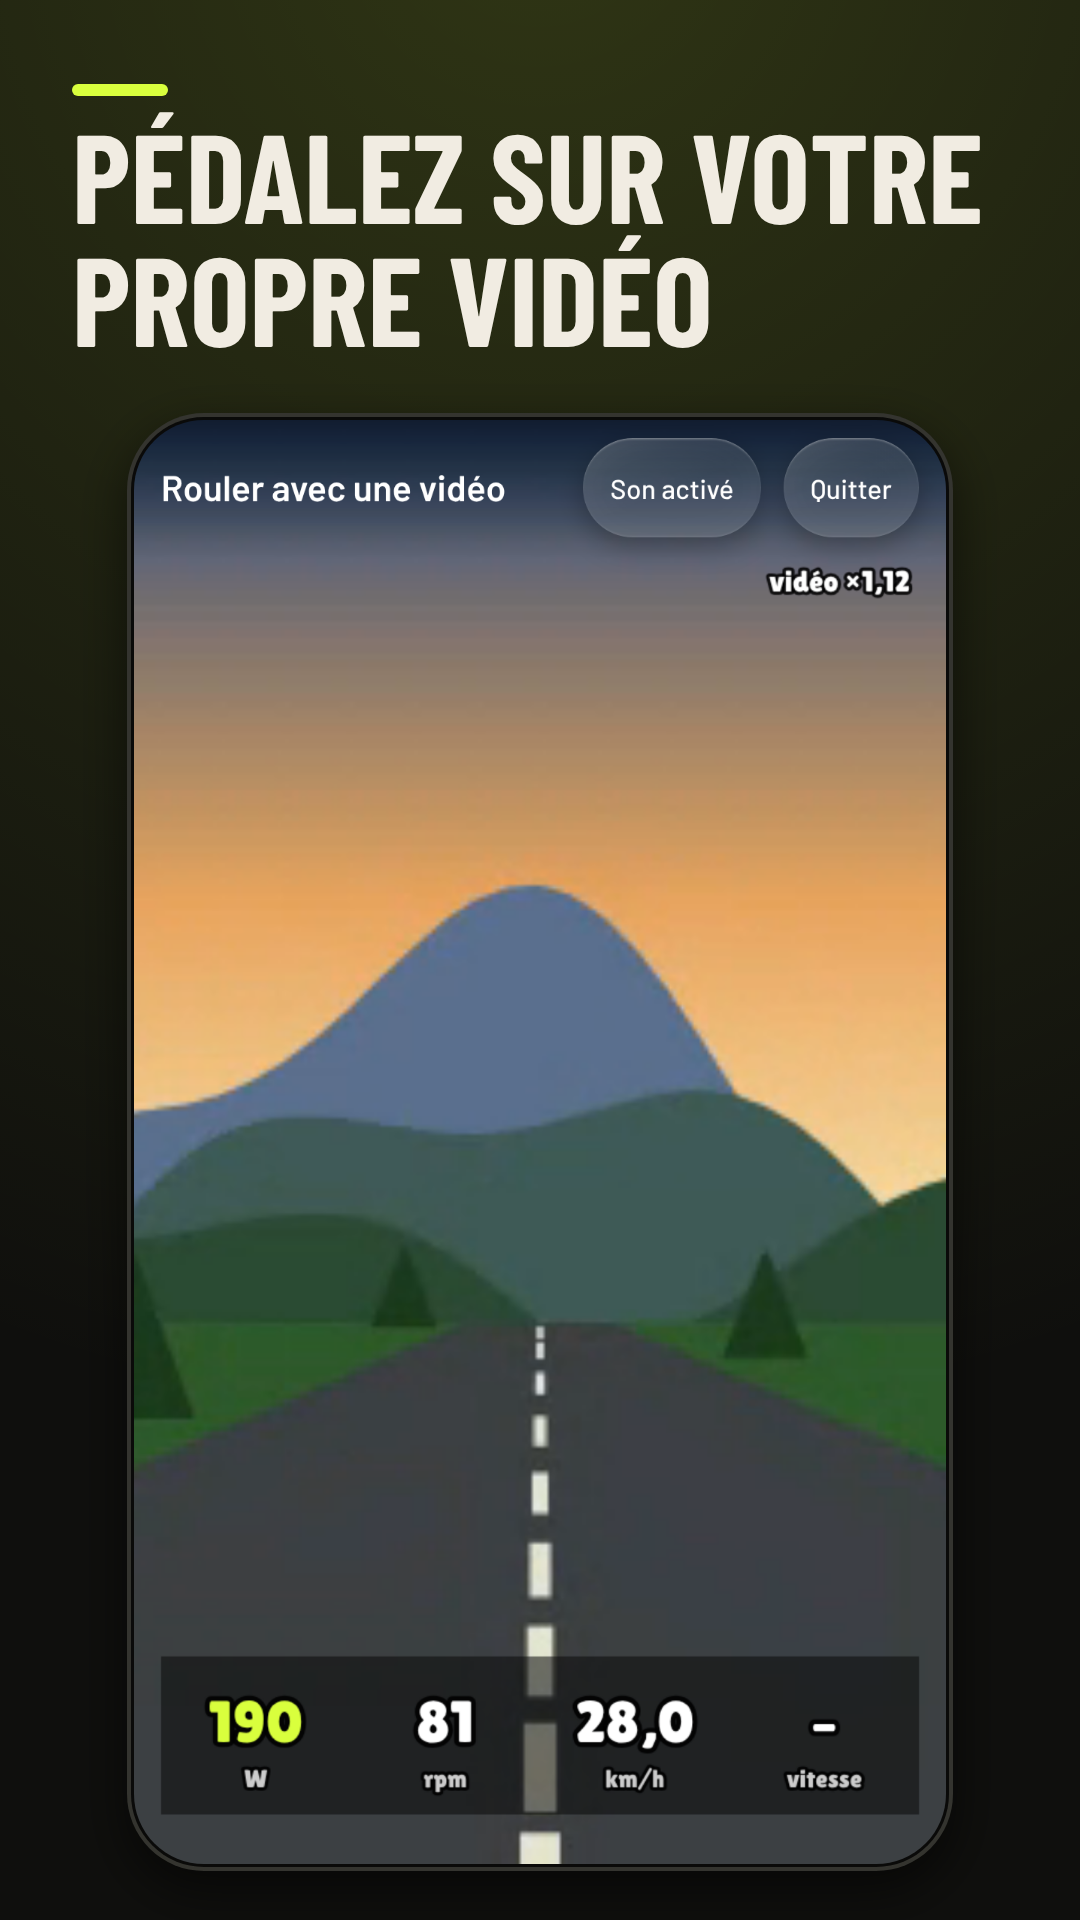 PÉDALEZ SUR VOTRE
PROPRE VIDÉO
Rouler avec une vidéo
Son activé
Quitter
vidéo ×1,12
190
81
28,0
–
W
rpm
km/h
vitesse